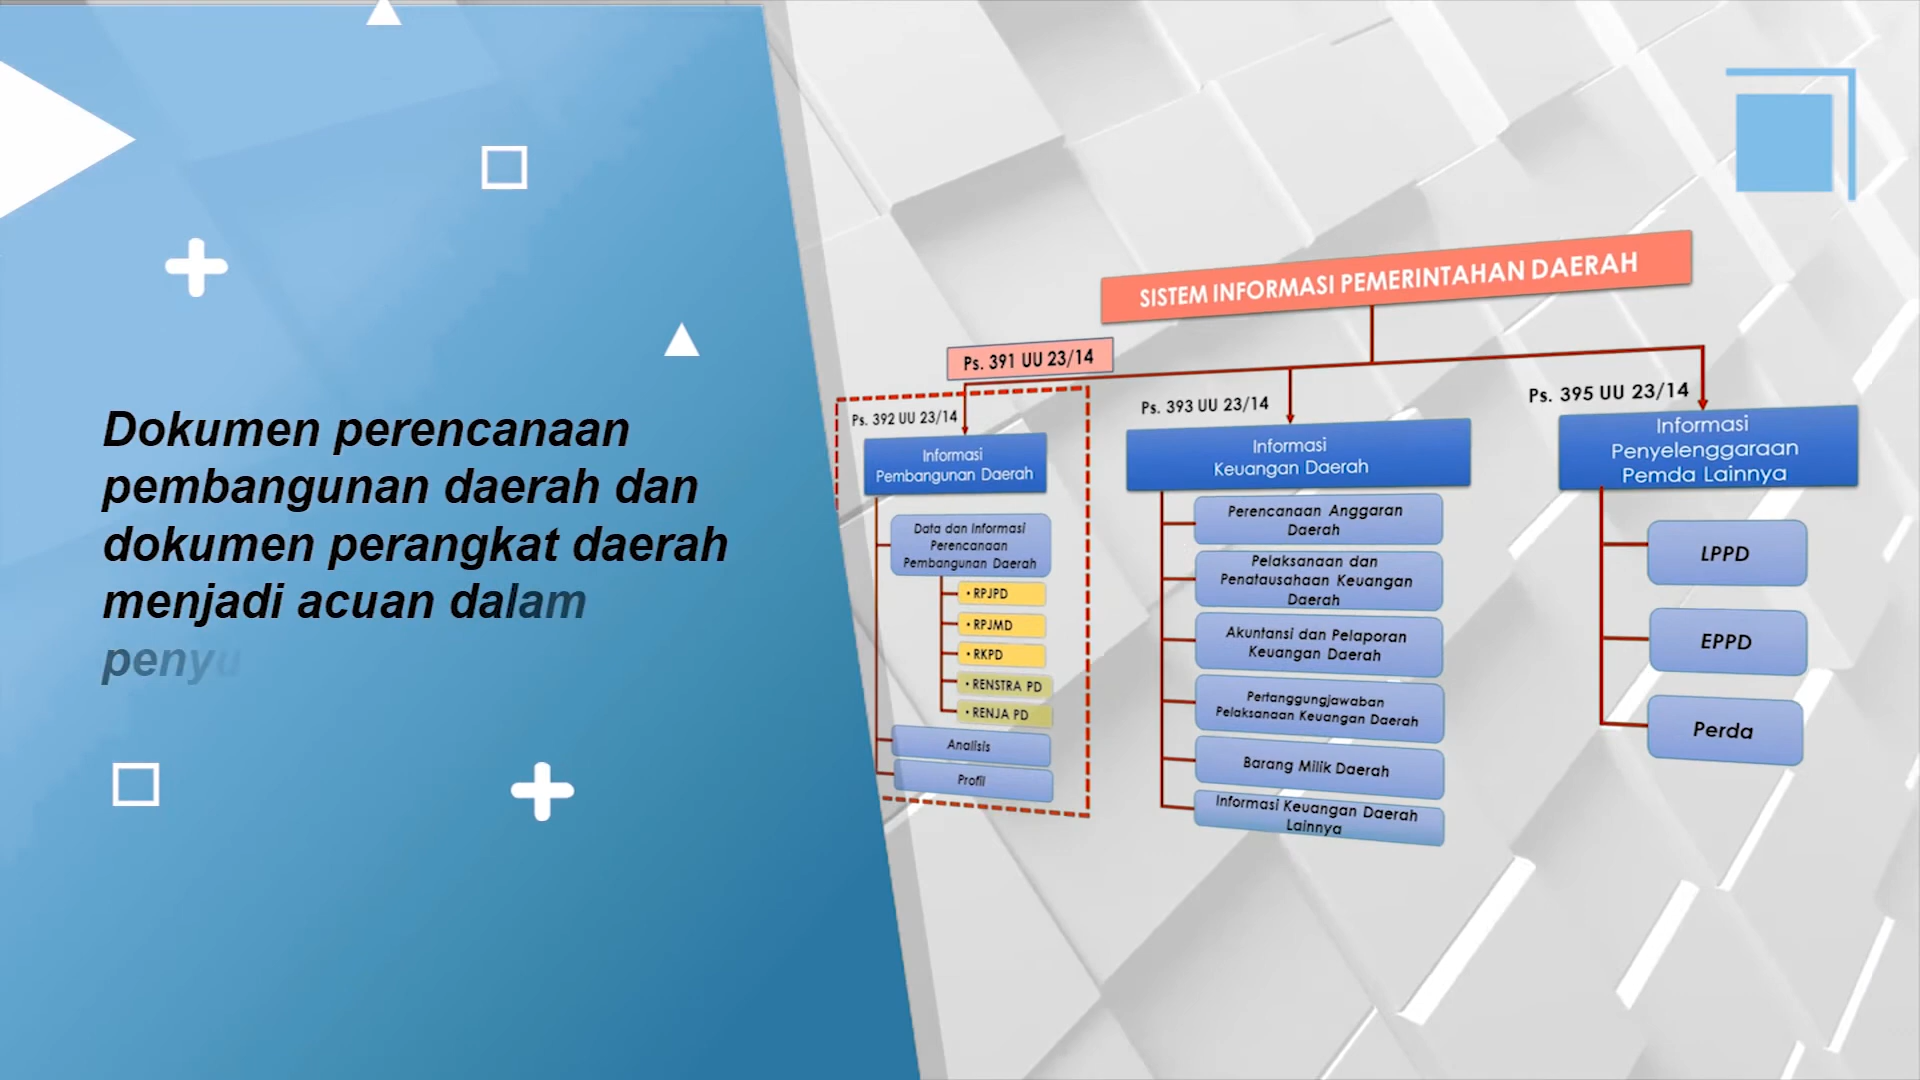 Dokumen perencanaan
pembangunan daerah dan
dokumen perangkat daerah
menjadi acuan dalam
SISTEM INFORMASI PEMERINTAHAN DAERAH
Ps. 391 UU 23/14
Ps. 392 UU 23/14
Informasi
Pembangunan Daerah
Data dan Informasi
Perencanaan
Pembangunan Daerah
• RPJPD
• RPJMD
• RKPD
• RENSTRA PD
• RENJA PD
Analisis
Profil
Ps. 393 UU 23/14
Informasi
Keuangan Daerah
Perencanaan Anggaran
Daerah
Pelaksanaan dan
Penatausahaan Keuangan
Daerah
Akuntansi dan Pelaporan
Keuangan Daerah
Pertanggungjawaban
Pelaksanaan Keuangan Daerah
Barang Milik Daerah
Informasi Keuangan Daerah
Lainnya
Ps. 395 UU 23/14
Informasi
Penyelenggaraan
Pemda Lainnya
LPPD
EPPD
Perda